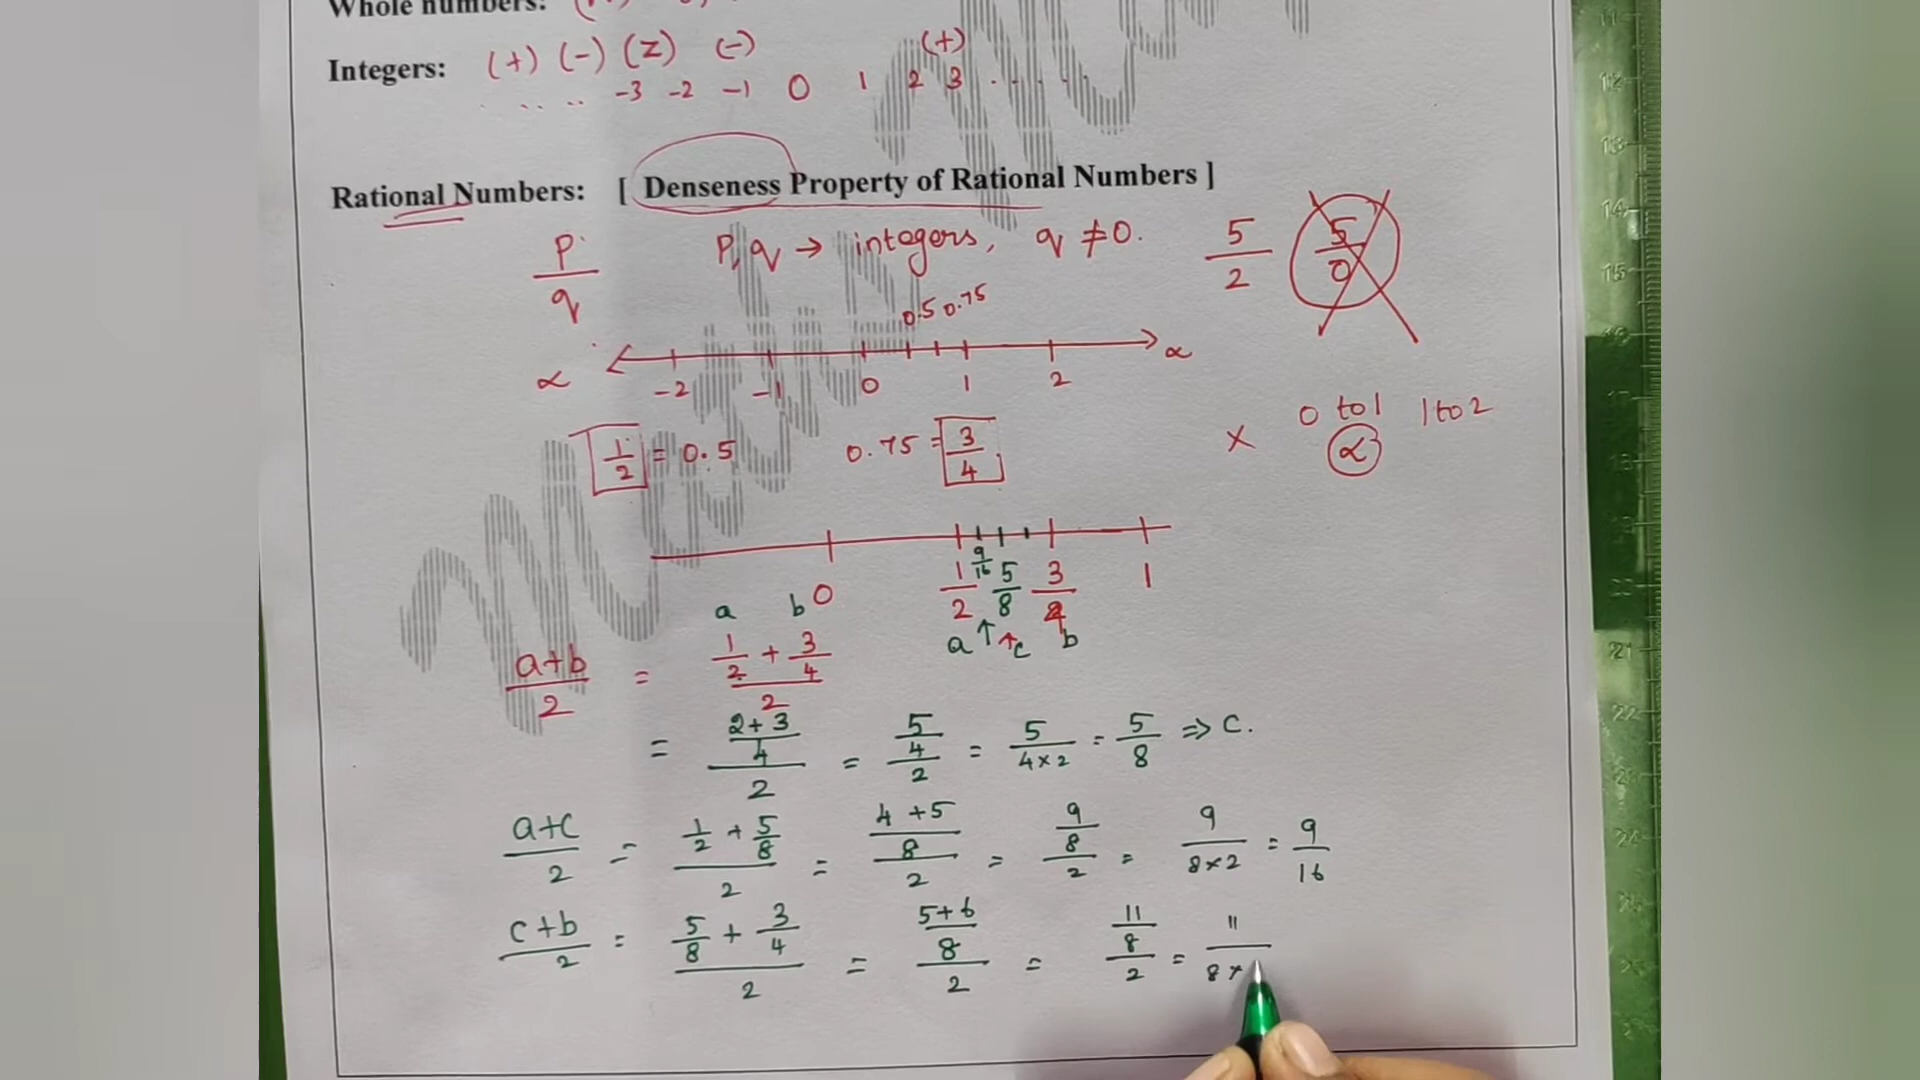 Whole numbers:
Integers: (+) (-) (Z) (-) (+)
-3 -2 -1 0 1 2 3 ....
Rational Numbers: [ Denseness Property of Rational Numbers ]
p/q p, q → integers, q ≠ 0. 5/2 5/0
0.5 0.75
∝ -2 -1 0 1 2 ∝
0 to 1 1 to 2
1/2 = 0.5 0.75 = 3/4 × ∝
0 1/2 9/16 5/8 3/4 1
a b a ↑ ↑ c b
(a+b)/2 = (1/2 + 3/4)/2
= ((2+3)/4)/2 = (5/4)/2 = 5/(4×2) = 5/8 ⇒ c.
(a+c)/2 = (1/2 + 5/8)/2 = ((4+5)/8)/2 = (9/8)/2 = 9/(8×2) = 9/16
(c+b)/2 = (5/8 + 3/4)/2 = ((5+6)/8)/2 = (11/8)/2 = 11/(8×